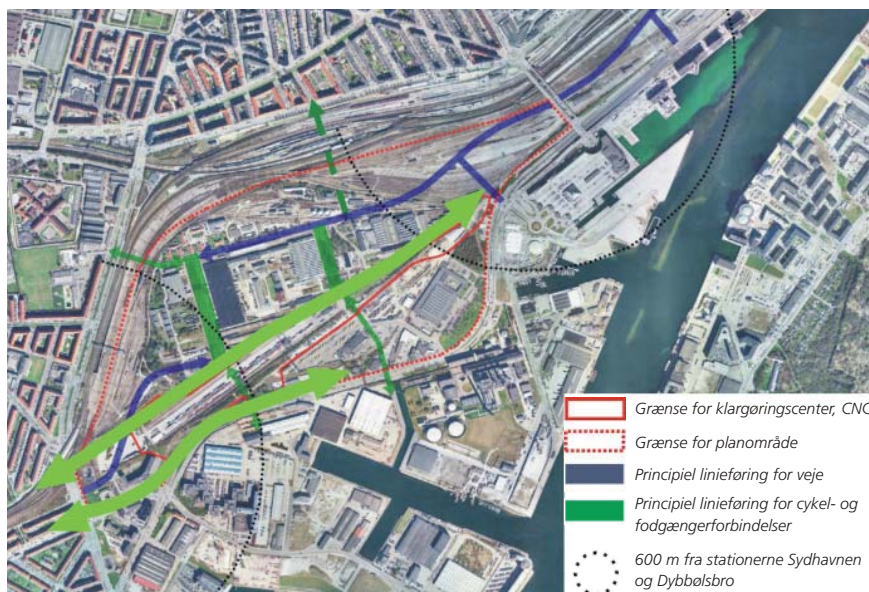 Grænse for klargøringscenter, CNC
Grænse for planområde
Principiel linieføring for veje
Principiel linieføring for cykel- og
fodgængerforbindelser
600 m fra stationerne Sydhavnen
og Dybbølsbro